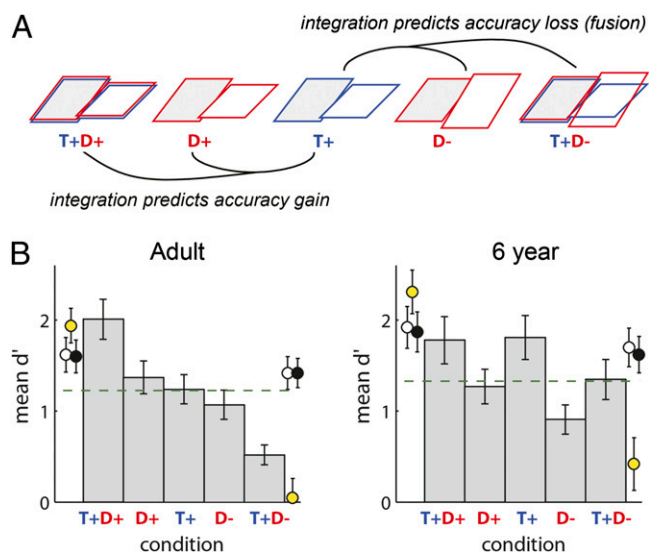 A
integration predicts accuracy loss (fusion)
T+D+ D+ T+ D- T+D-
integration predicts accuracy gain
B
Adult 6 year
mean d' 2 1 0
T+D+ D+ T+ D- T+D-
condition
mean d' 2 1 0
T+D+ D+ T+ D- T+D-
condition